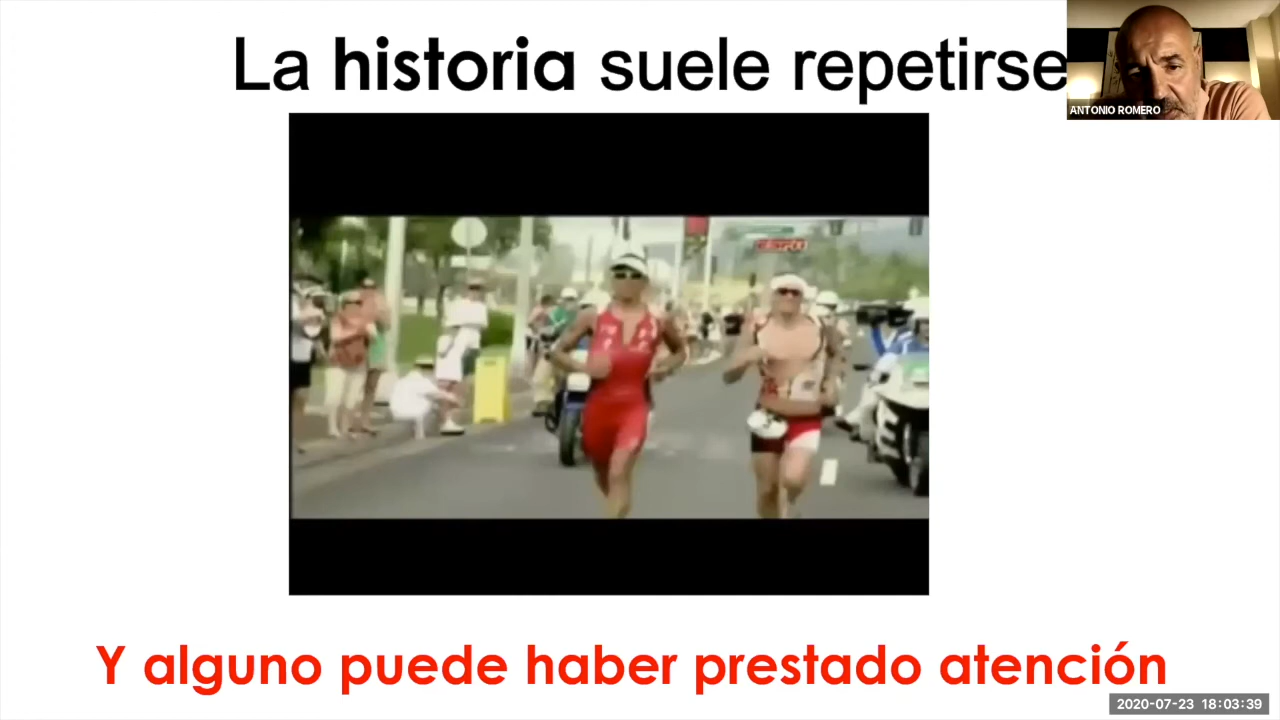 La historia suele repetirse
ANTONIO ROMERO
Y alguno puede haber prestado atención
2020-07-23 18:03:39